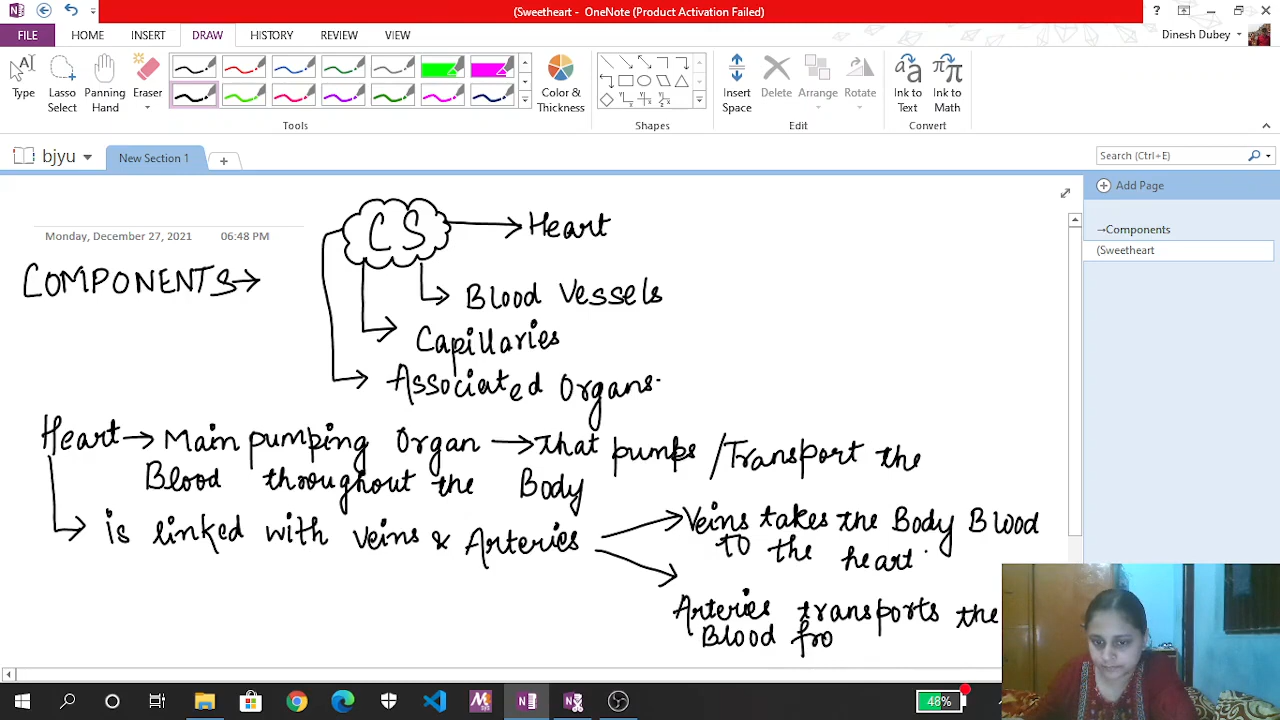 (Sweetheart - OneNote (Product Activation Failed)
FILE HOME INSERT DRAW HISTORY REVIEW VIEW
Dinesh Dubey
Type
Lasso Select
Panning Hand
Eraser
Color & Thickness
Insert Space
Delete
Arrange
Rotate
Ink to Text
Ink to Math
Tools
Shapes
Edit
Convert
bjyu
New Section 1
Search (Ctrl+E)
Add Page
→Components
(Sweetheart
Monday, December 27, 2021 06:48 PM
CS → Heart
COMPONENTS →
Blood Vessels
Capillaries
Associated Organs.
Heart → Main pumping Organ → That pumps / Transport the
Blood throughout the Body
is linked with veins & Arteries
Veins takes the Body Blood
to the heart.
Arteries transports the
Blood fro
48%